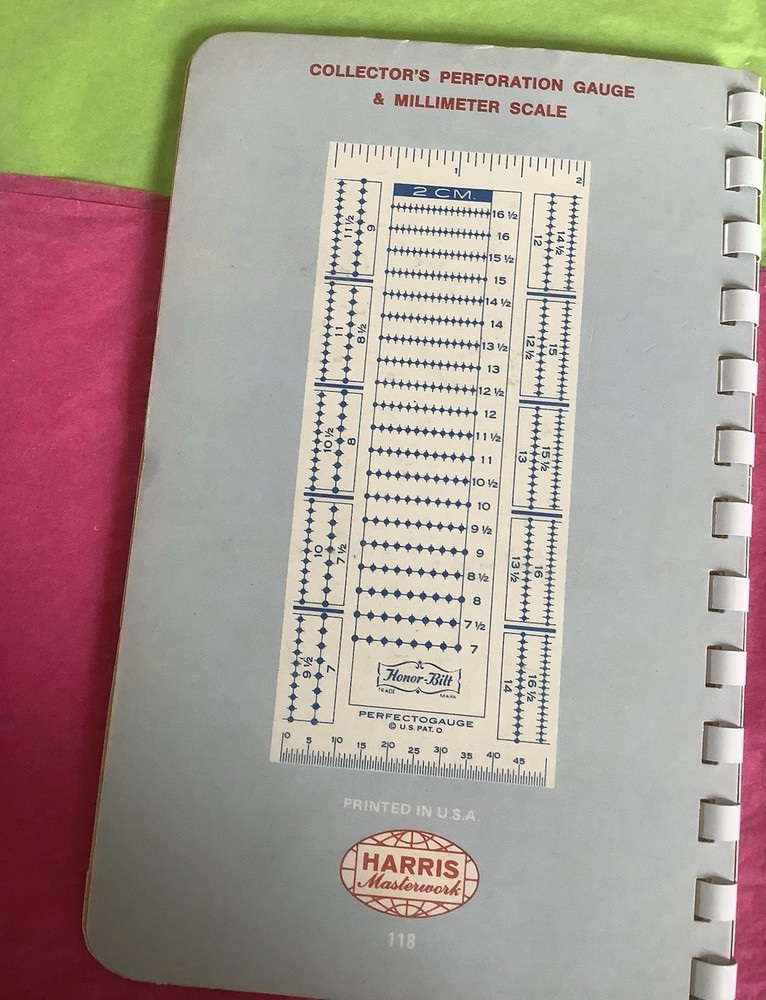 COLLECTOR'S PERFORATION GAUGE
& MILLIMETER SCALE
1 2
2 CM.
16 ½
16
15 ½
15
14 ½
14
13 ½
13
12 ½
12
11 ½
11
10 ½
10
9 ½
9
8 ½
8
7 ½
7
11 ½ 9
11 8 ½
10 ½ 8
10 7 ½
9 ½ 7
12 14 ½
12 ½ 15
13 15 ½
13 ½ 16
14 16 ½
Honor-Bilt
TRADE MARK
PERFECTOGAUGE
© U.S. PAT. O.
0 5 10 15 20 25 30 35 40 45
PRINTED IN U.S.A.
HARRIS
Masterwork
118